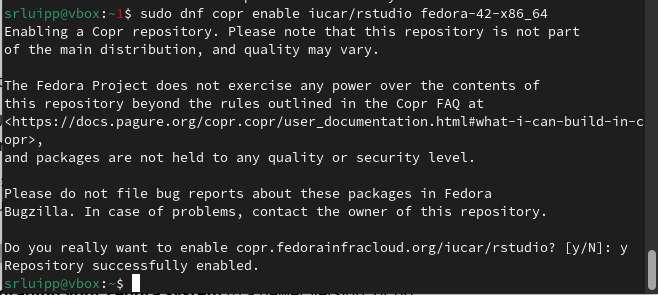 srluipp@vbox:~1$ sudo dnf copr enable iucar/rstudio fedora-42-x86_64
Enabling a Copr repository. Please note that this repository is not part
of the main distribution, and quality may vary.
The Fedora Project does not exercise any power over the contents of
this repository beyond the rules outlined in the Copr FAQ at
<https://docs.pagure.org/copr.copr/user_documentation.html#what-i-can-build-in-c
opr>,
and packages are not held to any quality or security level.
Please do not file bug reports about these packages in Fedora
Bugzilla. In case of problems, contact the owner of this repository.
Do you really want to enable copr.fedorainfracloud.org/iucar/rstudio? [y/N]: y
Repository successfully enabled.
srluipp@vbox:~$